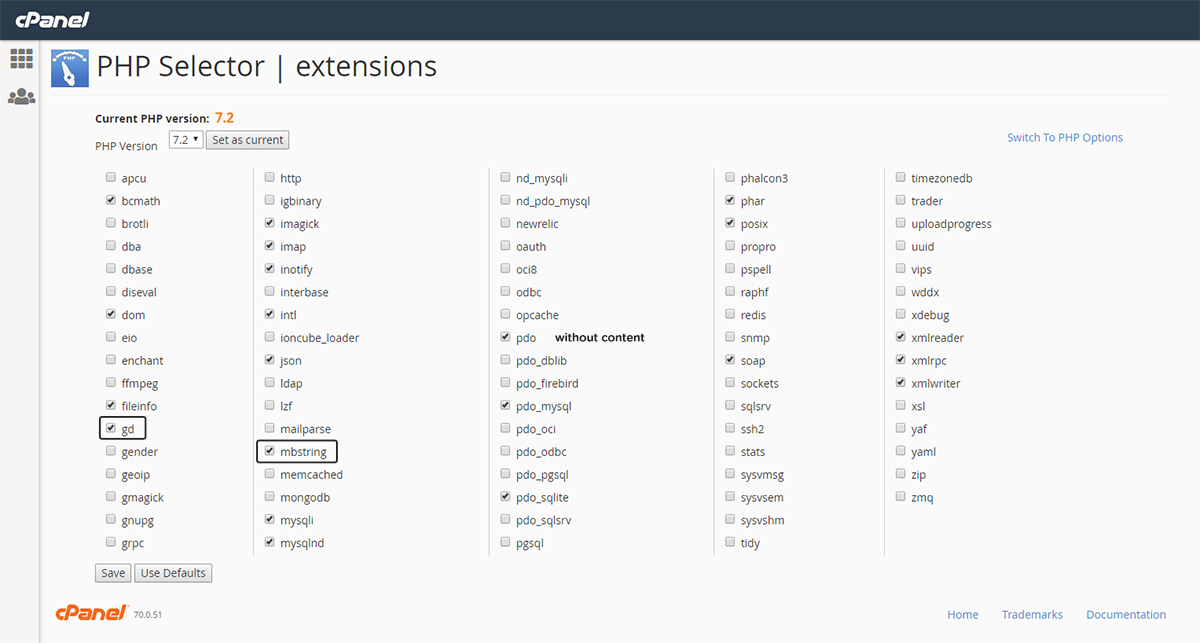 cPanel
PHP
PHP Selector | extensions
Current PHP version: 7.2
PHP Version 7.2 Set as current
Switch To PHP Options
apcu
bcmath
brotli
dba
dbase
diseval
dom
eio
enchant
ffmpeg
fileinfo
gd
gender
geoip
gmagick
gnupg
grpc
http
igbinary
imagick
imap
inotify
interbase
intl
ioncube_loader
json
ldap
lzf
mailparse
mbstring
memcached
mongodb
mysqli
mysqlnd
nd_mysqli
nd_pdo_mysql
newrelic
oauth
oci8
odbc
opcache
pdo without content
pdo_dblib
pdo_firebird
pdo_mysql
pdo_oci
pdo_odbc
pdo_pgsql
pdo_sqlite
pdo_sqlsrv
pgsql
phalcon3
phar
posix
propro
pspell
raphf
redis
snmp
soap
sockets
sqlsrv
ssh2
stats
sysvmsg
sysvsem
sysvshm
tidy
timezonedb
trader
uploadprogress
uuid
vips
wddx
xdebug
xmlreader
xmlrpc
xmlwriter
xsl
yaf
yaml
zip
zmq
Save Use Defaults
cPanel 70.0.51
Home Trademarks Documentation